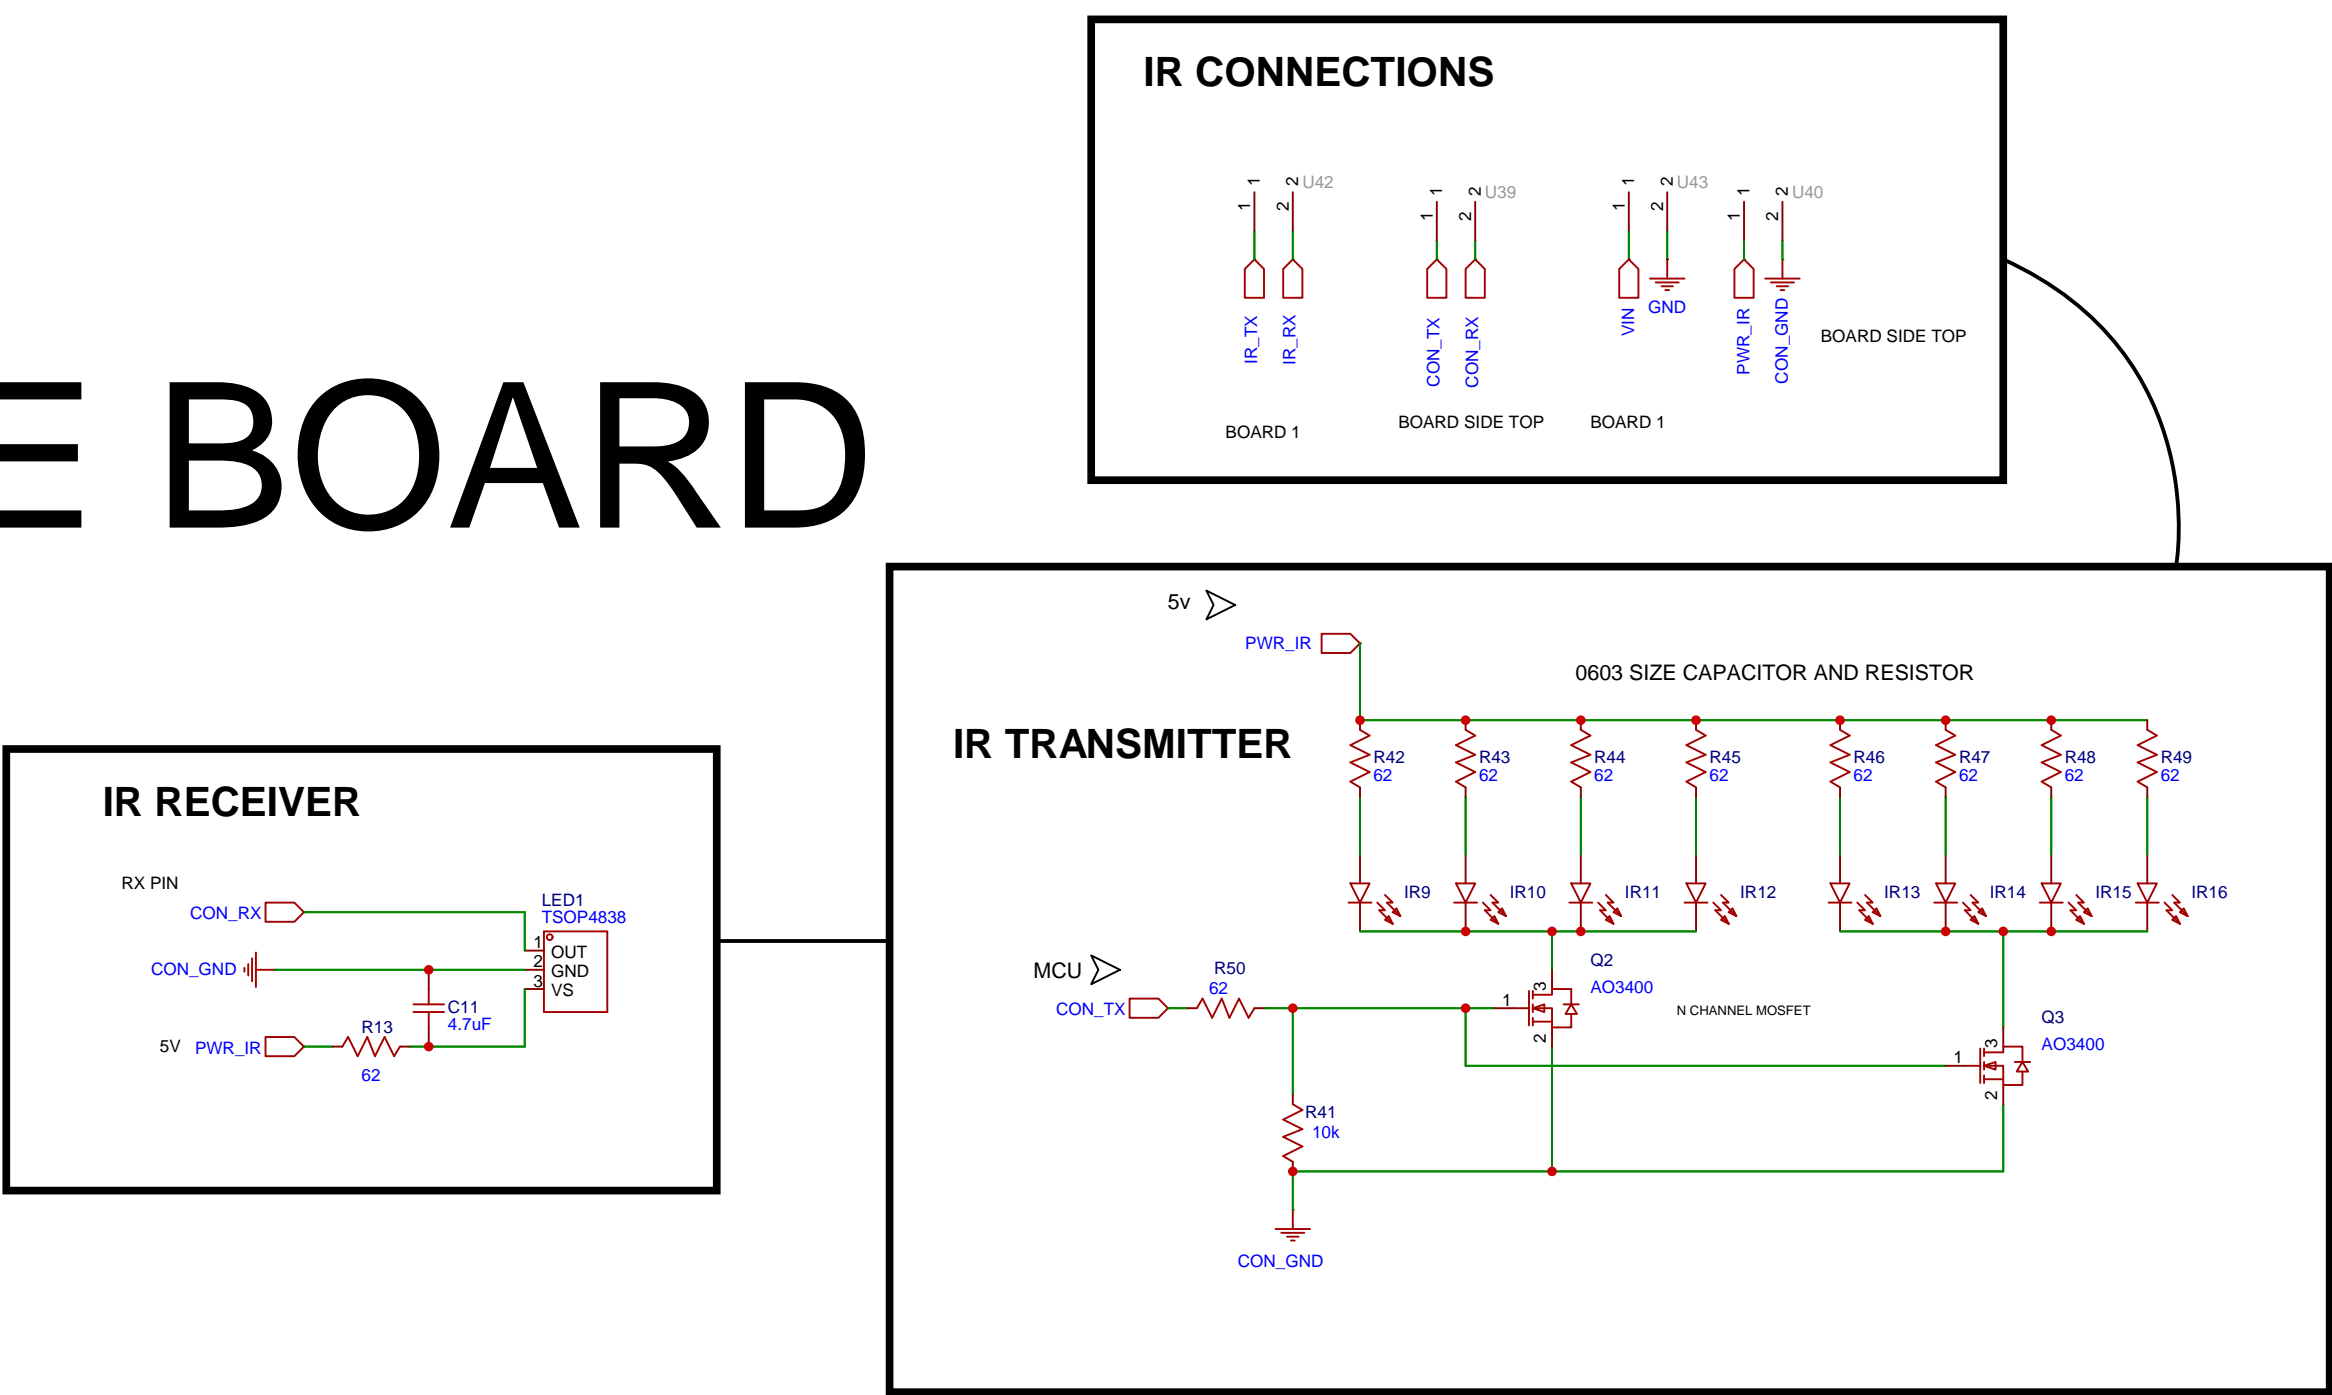 IR CONNECTIONS
1 2 U42
1 2
IR_TX IR_RX
BOARD 1
1 2 U39
1 2
CON_TX CON_RX
BOARD SIDE TOP
1 2 U43
1 2
VIN GND
BOARD 1
1 2 U40
1 2
PWR_IR CON_GND
BOARD SIDE TOP
E BOARD
IR RECEIVER
RX PIN
CON_RX
LED1
TSOP4838
1 OUT
2 GND
3 VS
CON_GND
C11
4.7uF
R13
62
5V PWR_IR
5v
PWR_IR
0603 SIZE CAPACITOR AND RESISTOR
IR TRANSMITTER
R42 R43 R44 R45 R46 R47 R48 R49
62 62 62 62 62 62 62 62
IR9 IR10 IR11 IR12 IR13 IR14 IR15 IR16
MCU
CON_TX
R50
62
Q2
AO3400
1 3 2
N CHANNEL MOSFET
Q3
AO3400
1 3 2
R41
10k
CON_GND